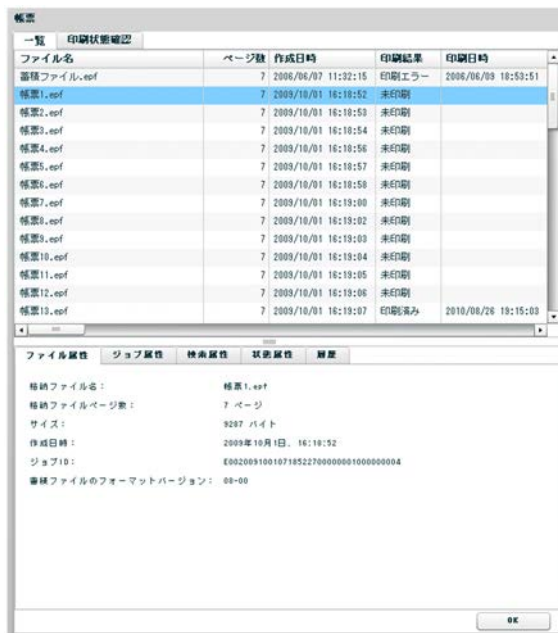 帳票
一覧 印刷状態確認
ファイル名 ページ数 作成日時 印刷結果 印刷日時
蓄積ファイル.epf 7 2006/06/07 11:32:15 印刷エラー 2006/06/09 18:53:51
帳票1.epf 7 2009/10/01 16:18:52 未印刷
帳票2.epf 7 2009/10/01 16:18:53 未印刷
帳票3.epf 7 2009/10/01 16:18:54 未印刷
帳票4.epf 7 2009/10/01 16:18:56 未印刷
帳票5.epf 7 2009/10/01 16:18:57 未印刷
帳票6.epf 7 2009/10/01 16:18:58 未印刷
帳票7.epf 7 2009/10/01 16:19:00 未印刷
帳票8.epf 7 2009/10/01 16:19:02 未印刷
帳票9.epf 7 2009/10/01 16:19:03 未印刷
帳票10.epf 7 2009/10/01 16:19:04 未印刷
帳票11.epf 7 2009/10/01 16:19:05 未印刷
帳票12.epf 7 2009/10/01 16:19:06 未印刷
帳票13.epf 7 2009/10/01 16:19:07 印刷済み 2010/08/26 19:15:03
ファイル属性 ジョブ属性 検索属性 状態属性 履歴
格納ファイル名： 帳票1.epf
格納ファイルページ数： 7 ページ
サイズ： 9287 バイト
作成日時： 2009年10月1日, 16:18:52
ジョブID：
蓄積ファイルのフォーマットバージョン： 08-00
OK